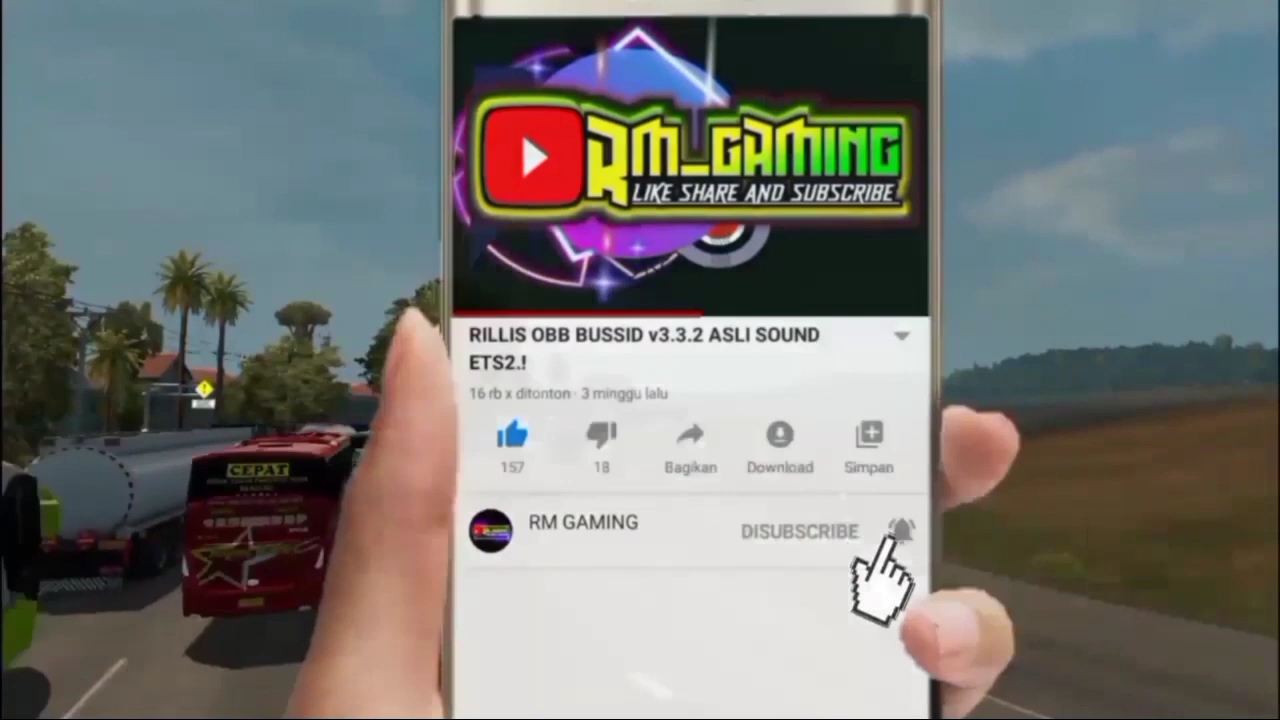 RM_GAMING
LIKE SHARE AND SUBSCRIBE
RILLIS OBB BUSSID v3.3.2 ASLI SOUND
ETS2.!
16 rb x ditonton · 3 minggu lalu
157
18
Bagikan
Download
Simpan
RM GAMING
DISUBSCRIBE
CEPAT